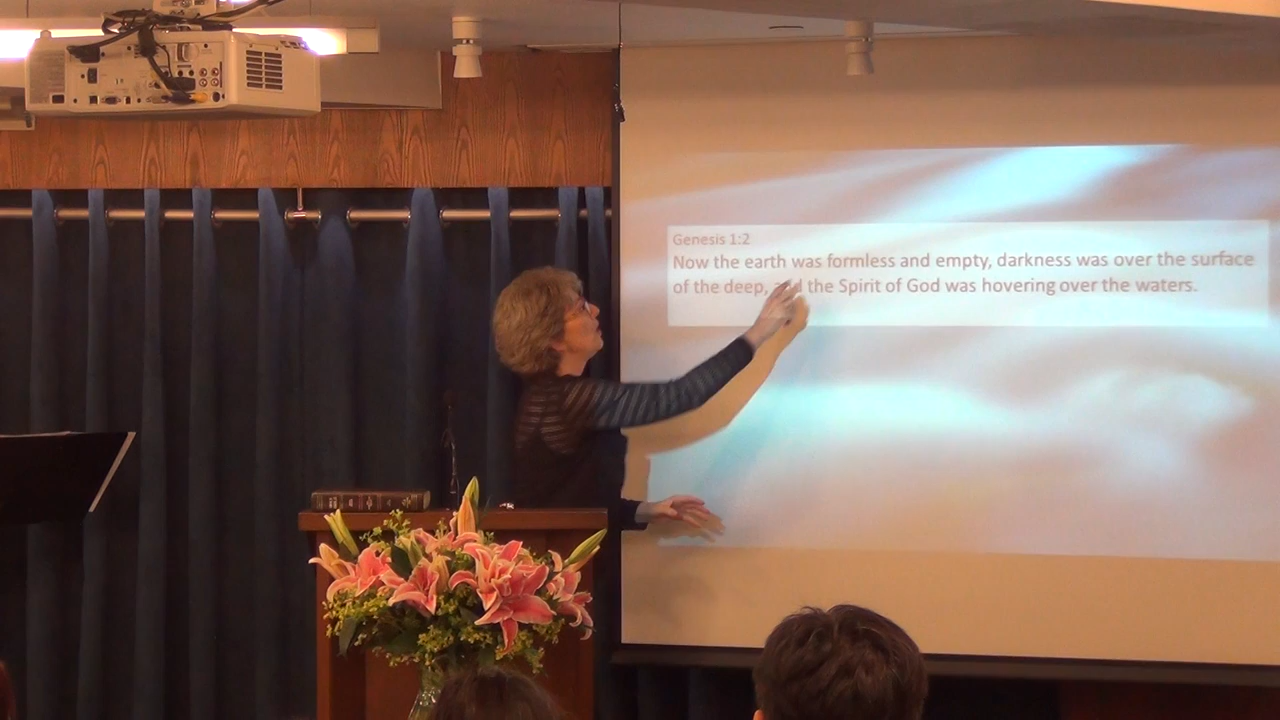 Genesis 1:2
Now the earth was formless and empty, darkness was over the surface
of the deep, and the Spirit of God was hovering over the waters.